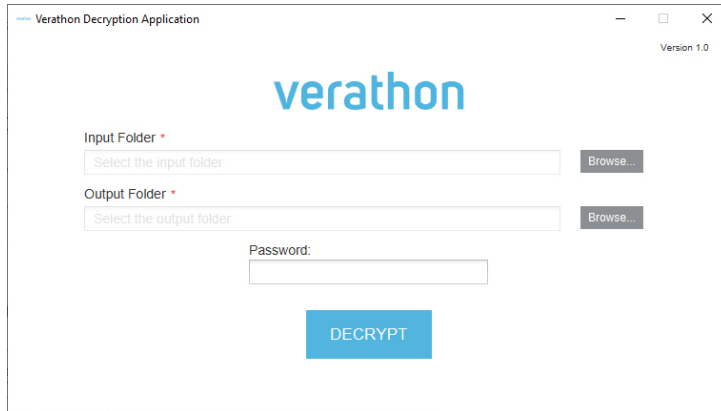 Verathon Decryption Application
Version 1.0
verathon
Input Folder *
Select the input folder
Browse...
Output Folder *
Select the output folder
Browse...
Password:
DECRYPT